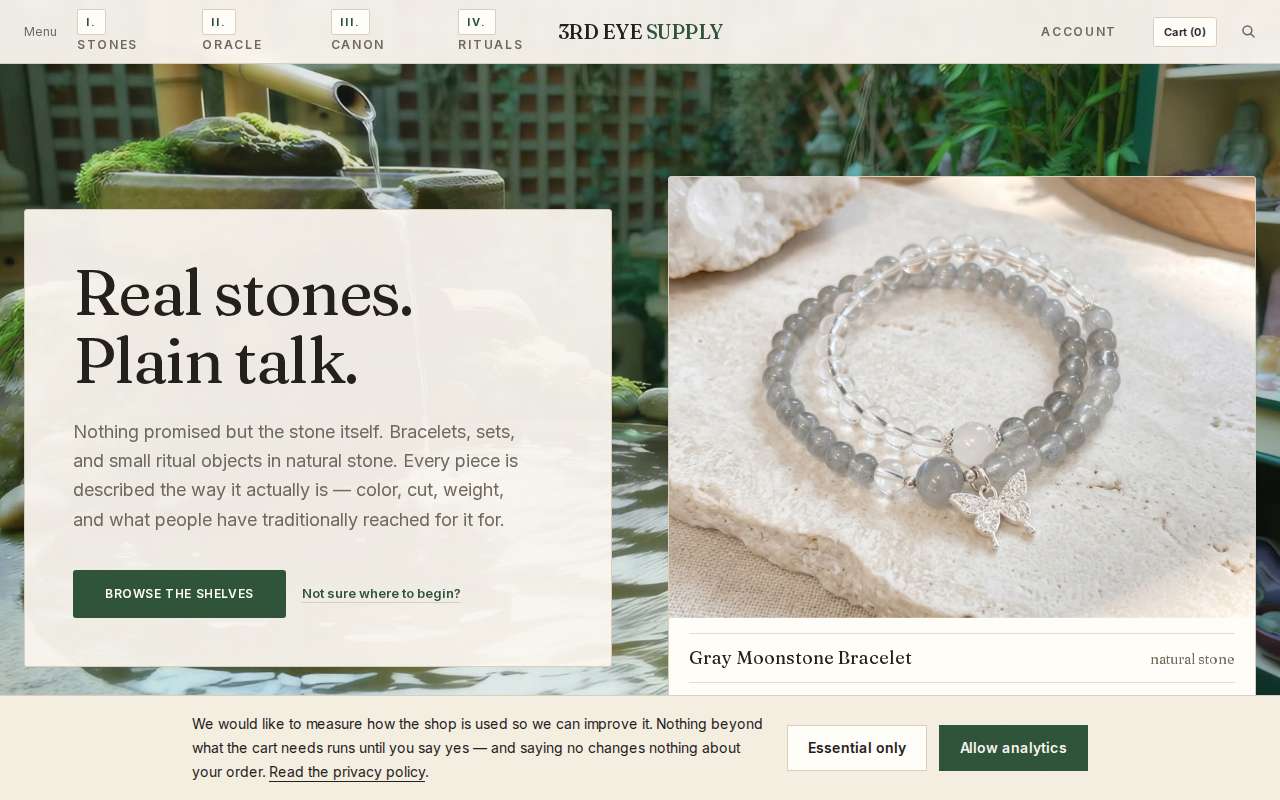 Menu
I.
STONES
II.
ORACLE
III.
CANON
IV.
RITUALS
3RD EYE SUPPLY
ACCOUNT
Cart (0)
Real stones.
Plain talk.
Nothing promised but the stone itself. Bracelets, sets,
and small ritual objects in natural stone. Every piece is
described the way it actually is — color, cut, weight,
and what people have traditionally reached for it for.
BROWSE THE SHELVES
Not sure where to begin?
Gray Moonstone Bracelet
natural stone
We would like to measure how the shop is used so we can improve it. Nothing beyond
what the cart needs runs until you say yes — and saying no changes nothing about
your order. Read the privacy policy.
Essential only
Allow analytics